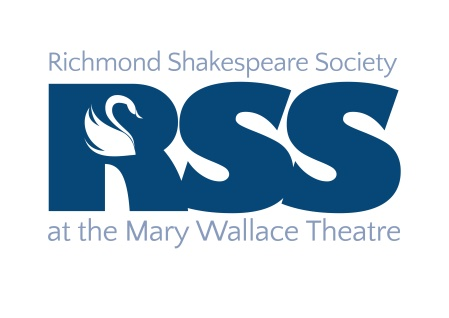 Richmond Shakespeare Society
RSS
at the Mary Wallace Theatre